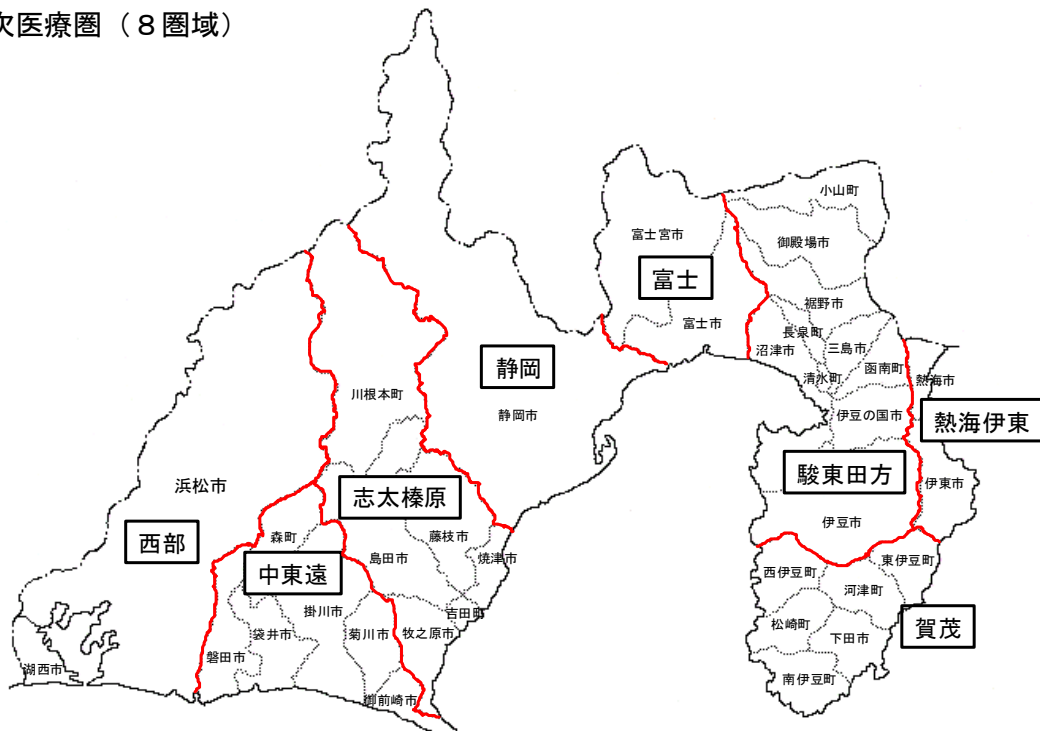 次医療圏（８圏域）
小山町
富士宮市
御殿場市
富士
裾野市
富士市
長泉町
沼津市
三島市
静岡
函南町
清水町
熱海市
川根本町
静岡市
伊豆の国市
熱海伊東
駿東田方
浜松市
志太榛原
伊東市
伊豆市
森町
藤枝市
西部
島田市
焼津市
東伊豆町
中東遠
西伊豆町
河津町
掛川市
吉田町
賀茂
袋井市
菊川市
牧之原市
松崎町
下田市
磐田市
湖西市
南伊豆町
御前崎市